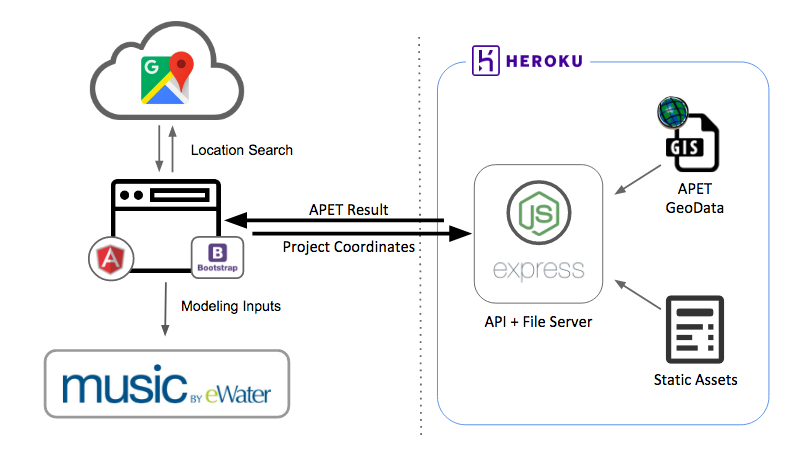 G
HEROKU
Location Search
GIS
APET
GeoData
APET Result
Project Coordinates
JS
express
A
B
Bootstrap
API + File Server
Modeling Inputs
Static Assets
music BY eWater